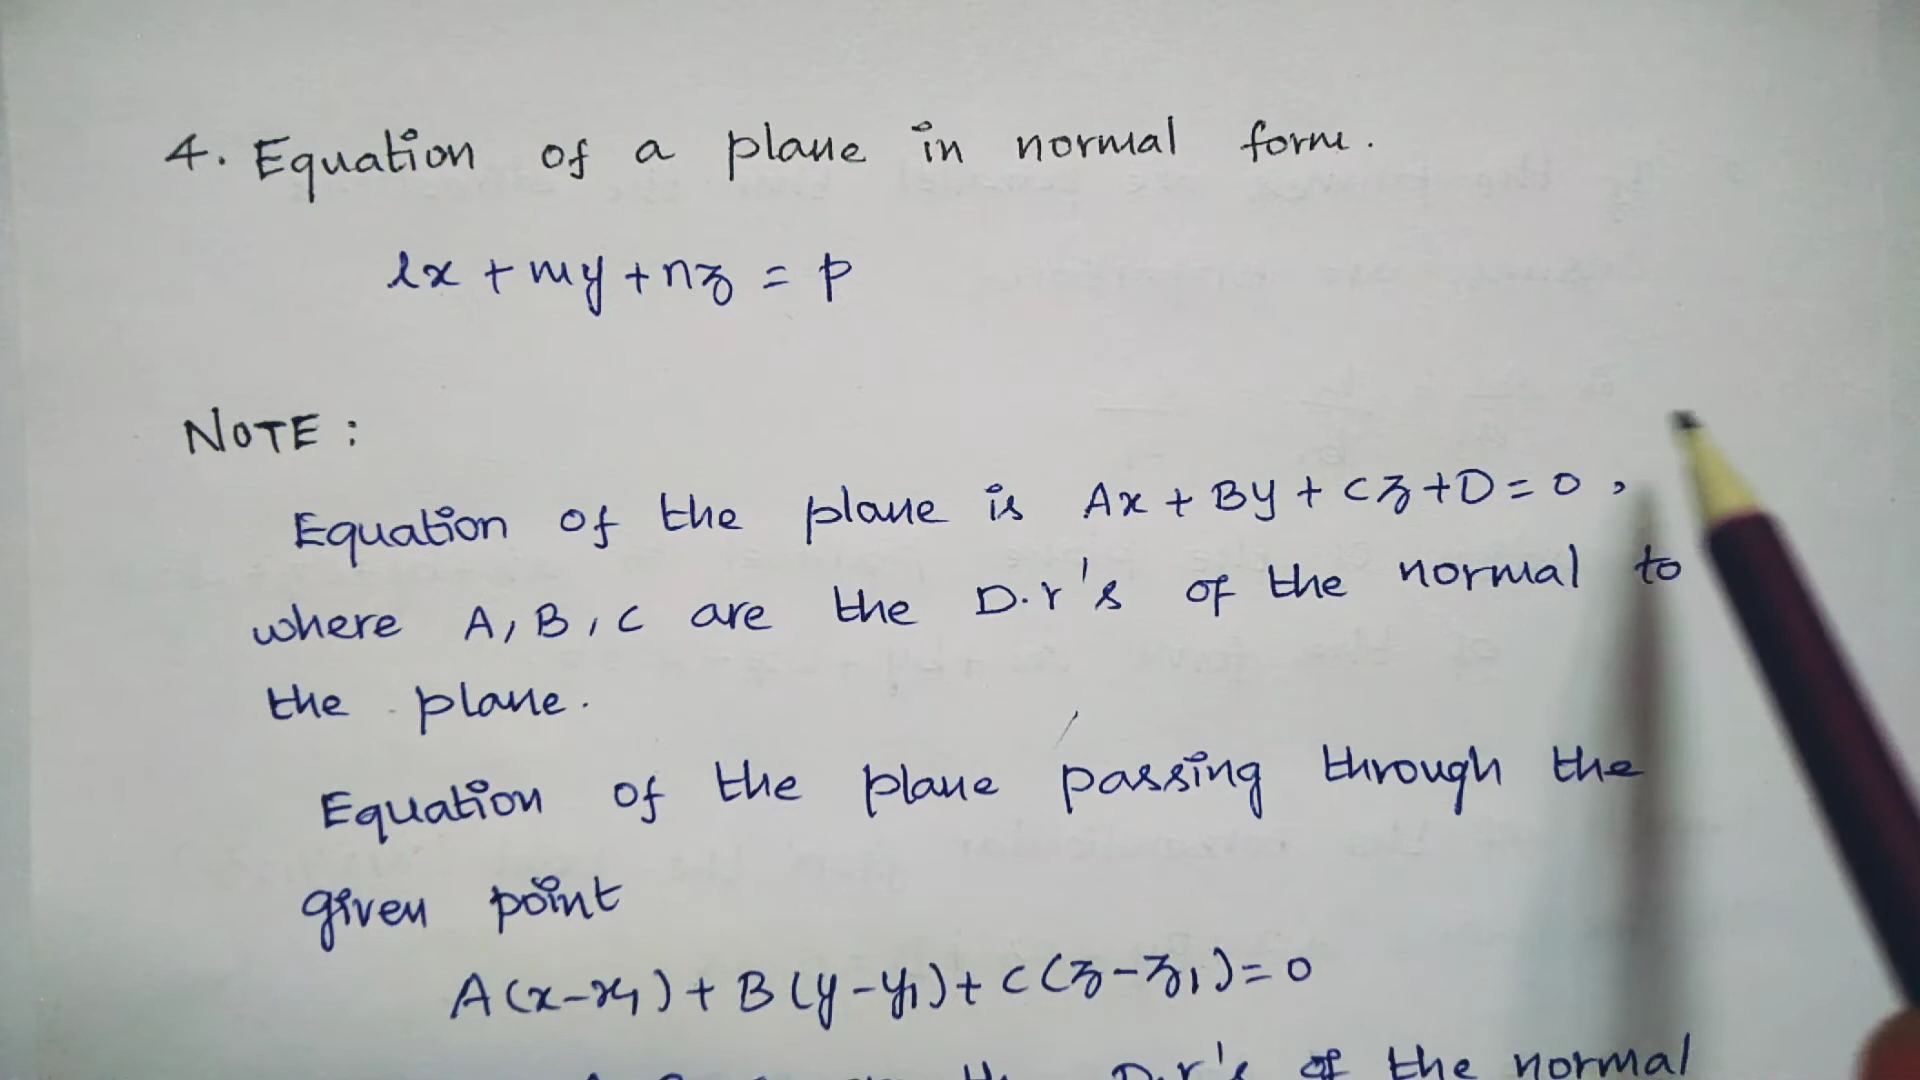 4. Equation of a plane in normal form.
lx + my + nz = p
NOTE :
Equation of the plane is Ax + By + Cz + D = 0,
where A, B, C are the D.r's of the normal to
the plane.
Equation of the plane passing through the
given point
A(x-x1) + B(y-y1) + C(z-z1) = 0
D.r's of the normal